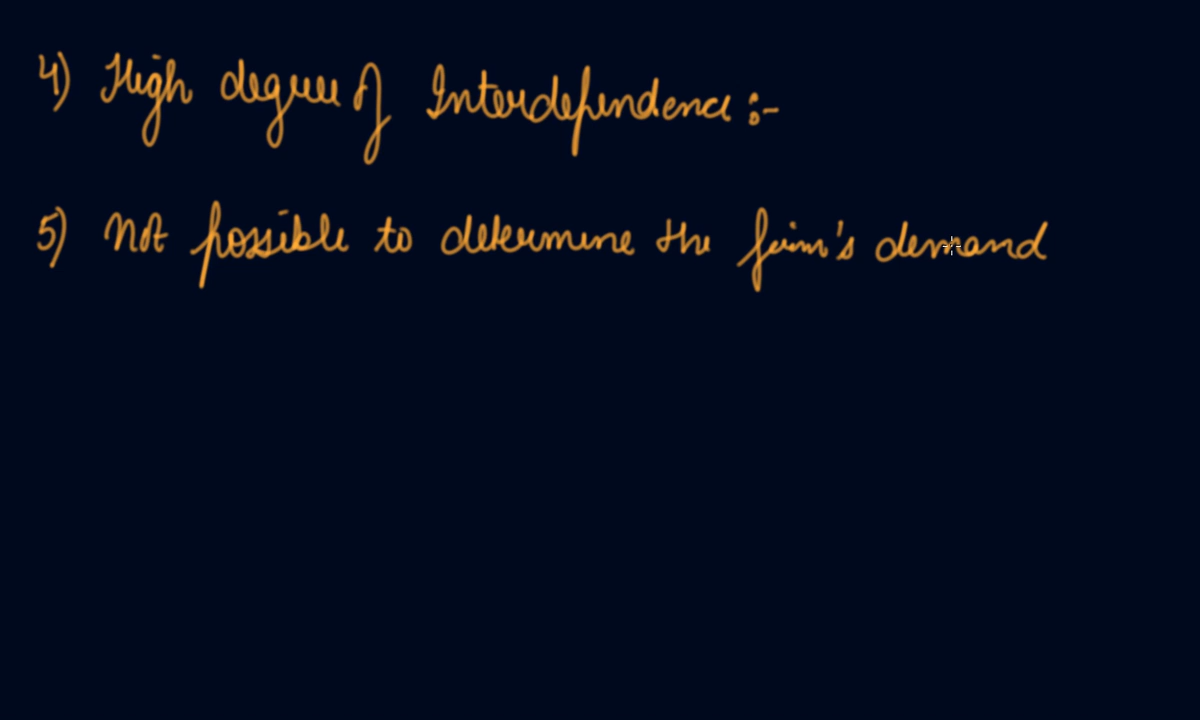 4) High degree of Interdependence :-
5) Not possible to determine the firm's demand